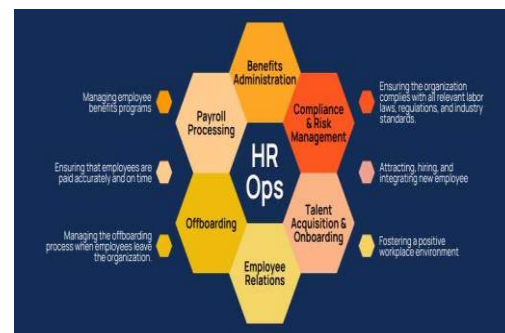 Benefits
Administration
Managing employee
benefits programs
Payroll
Processing
Compliance
& Risk
Management
Ensuring the organization
complies with all relevant labor
laws, regulations, and industry
standards.
HR
Ops
Ensuring that employees are
paid accurately and on time
Attracting, hiring, and
integrating new employee
Offboarding
Talent
Acquisition &
Onboarding
Managing the offboarding
process when employees leave
the organization.
Fostering a positive
workplace environment
Employee
Relations